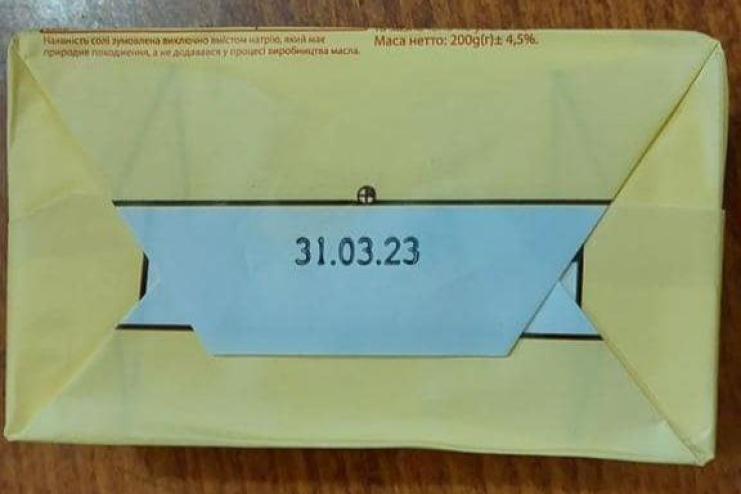 Наявність солі зумовлена виключно вмістом натрію, який має
природне походження, а не додавався у процесі виробництва масла.
Маса нетто: 200g(г)± 4,5%.
31.03.23